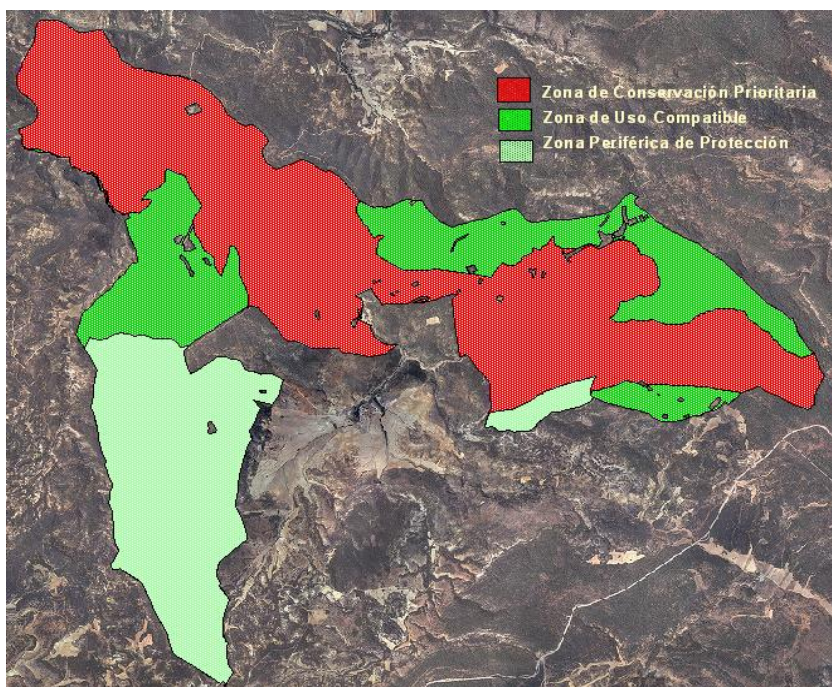 Zona de Conservación Prioritaria
Zona de Uso Compatible
Zona Periférica de Protección